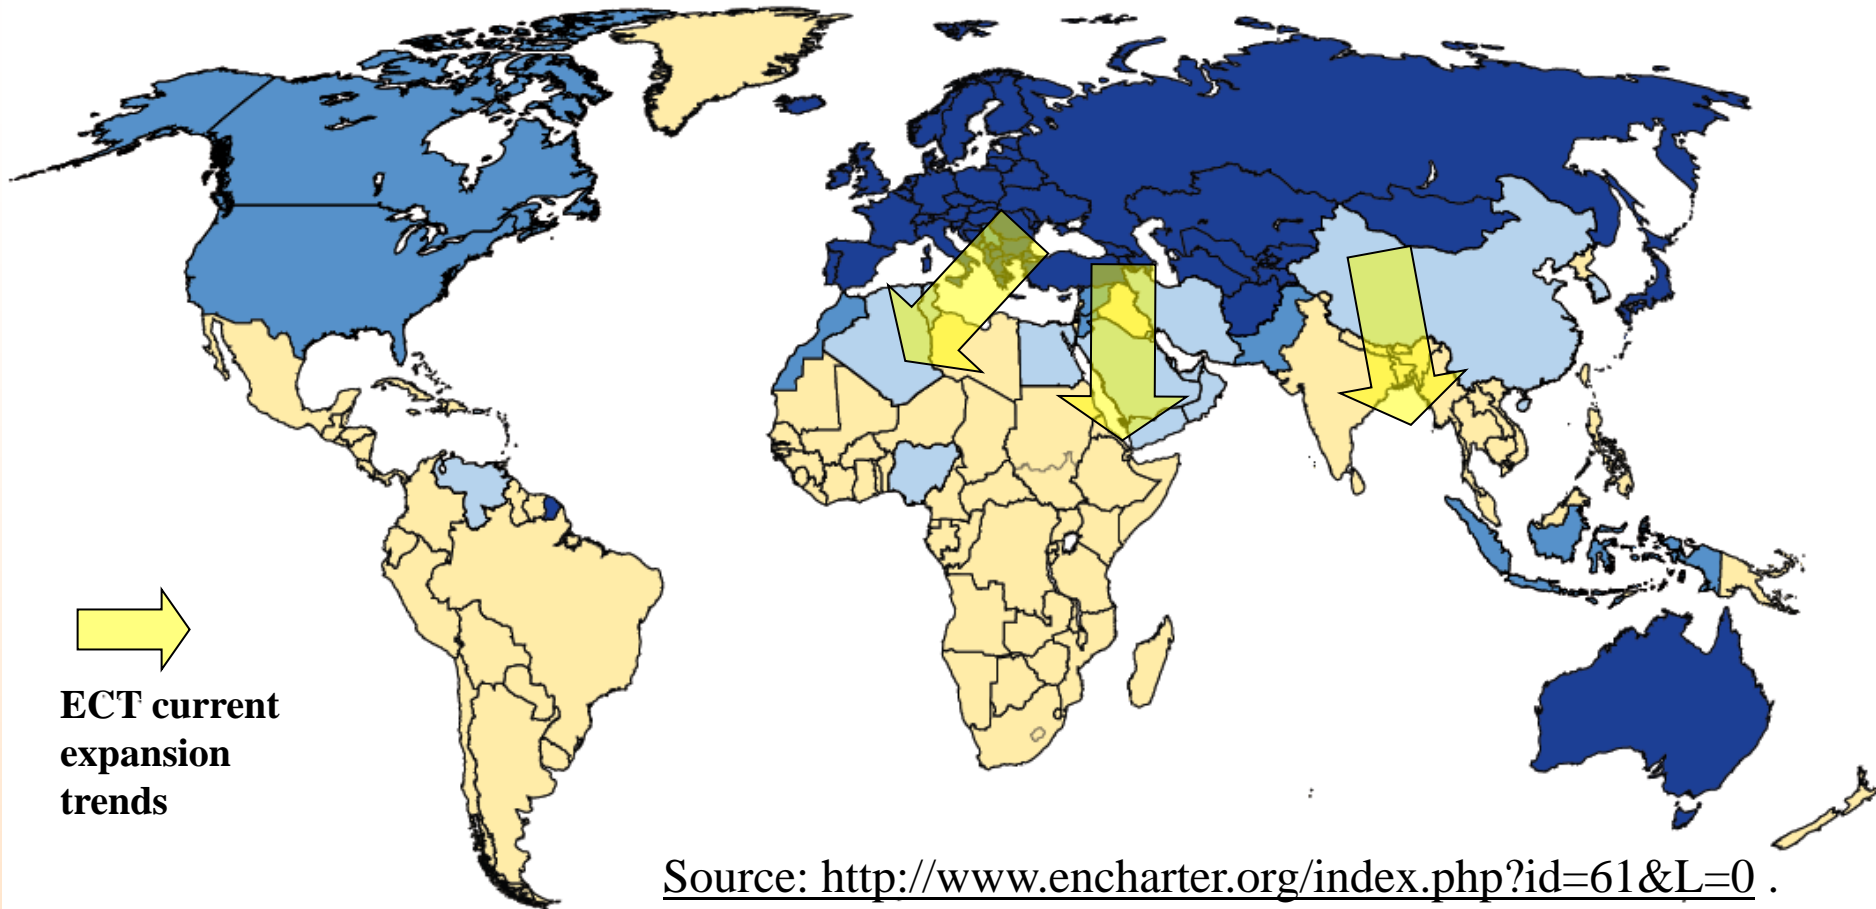 ECT current
expansion
trends
Source: http://www.encharter.org/index.php?id=61&L=0 .